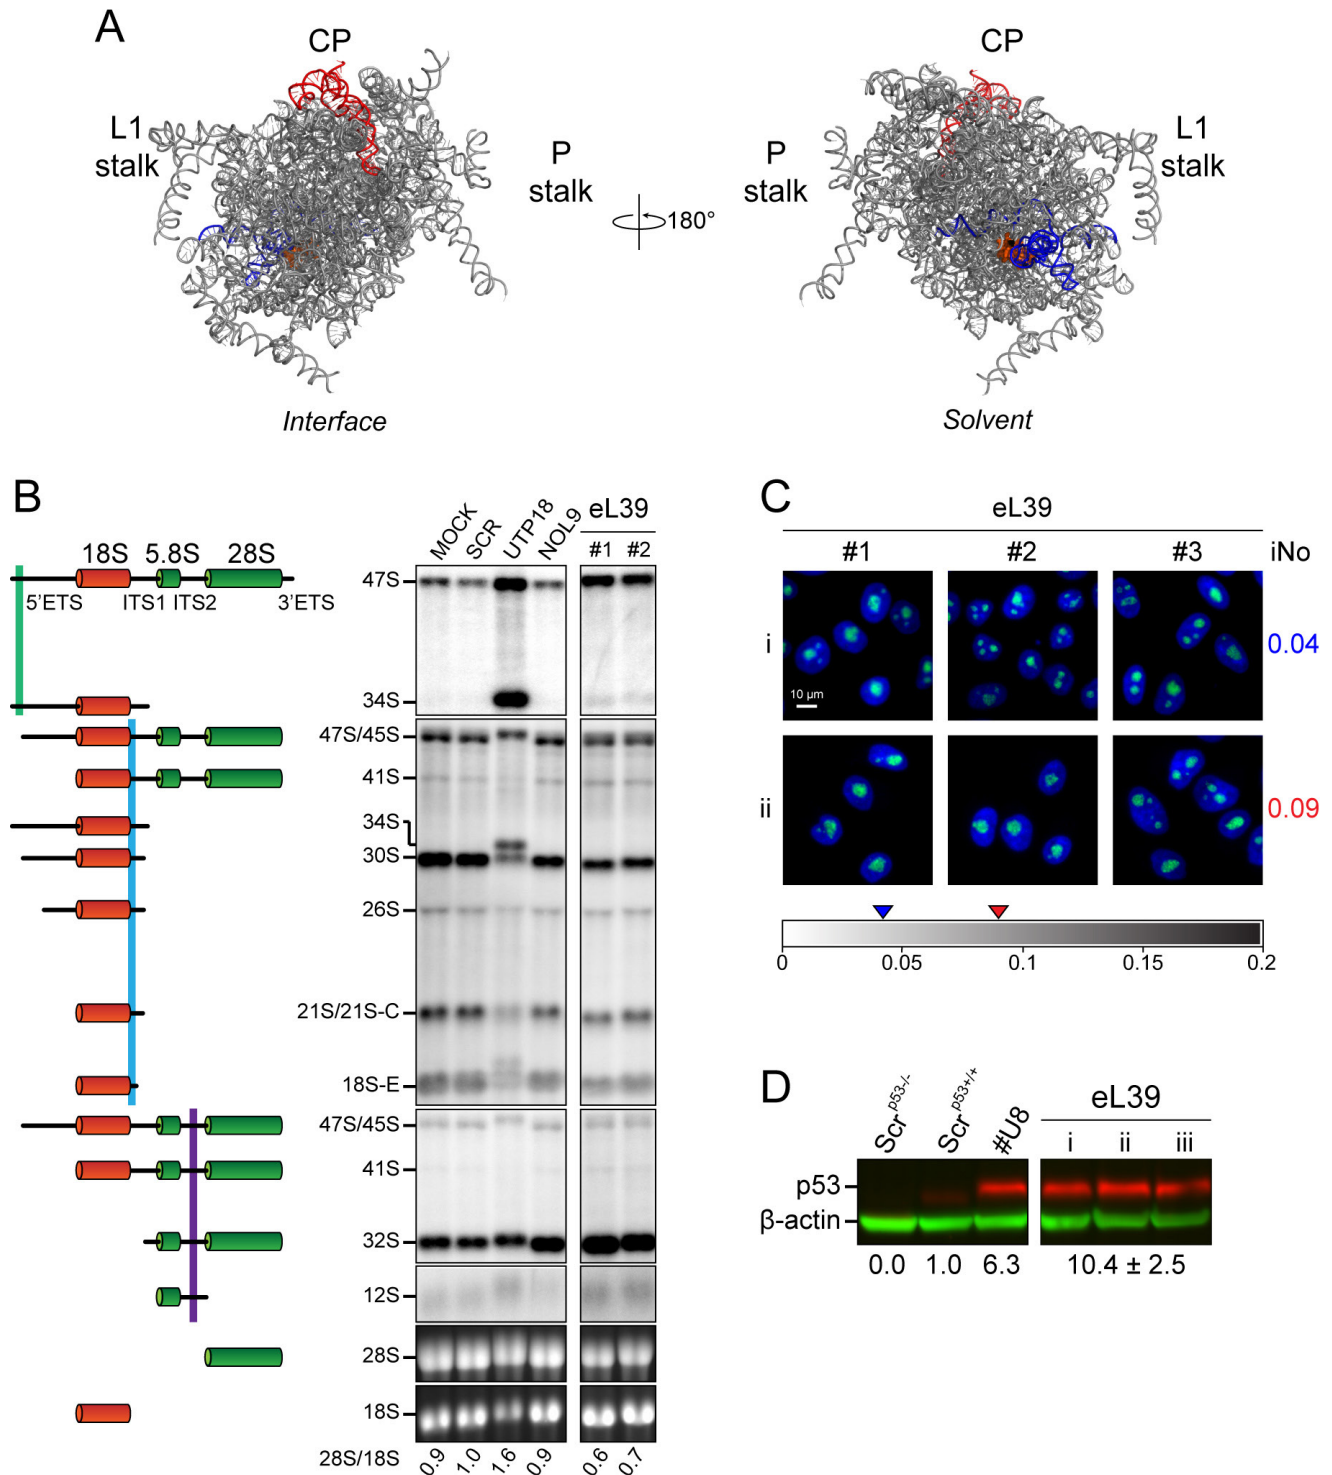 A
CP
L1
stalk
P
stalk
180°
CP
P
stalk
L1
stalk
Interface
Solvent
B
18S 5.8S 28S
5'ETS ITS1 ITS2 3'ETS
MOCK SCR UTP18 NOL9 eL39
#1 #2
47S
34S
47S/45S
41S
34S
30S
26S
21S/21S-C
18S-E
47S/45S
41S
32S
12S
28S
18S
28S/18S 0.9 1.0 1.6 0.9 0.6 0.7
C
eL39
#1 #2 #3 iNo
i 0.04
10 µm
ii 0.09
0 0.05 0.1 0.15 0.2
D
Scr p53-/- Scr p53+/+ #U8 eL39
i ii iii
p53
β-actin
0.0 1.0 6.3 10.4 ± 2.5